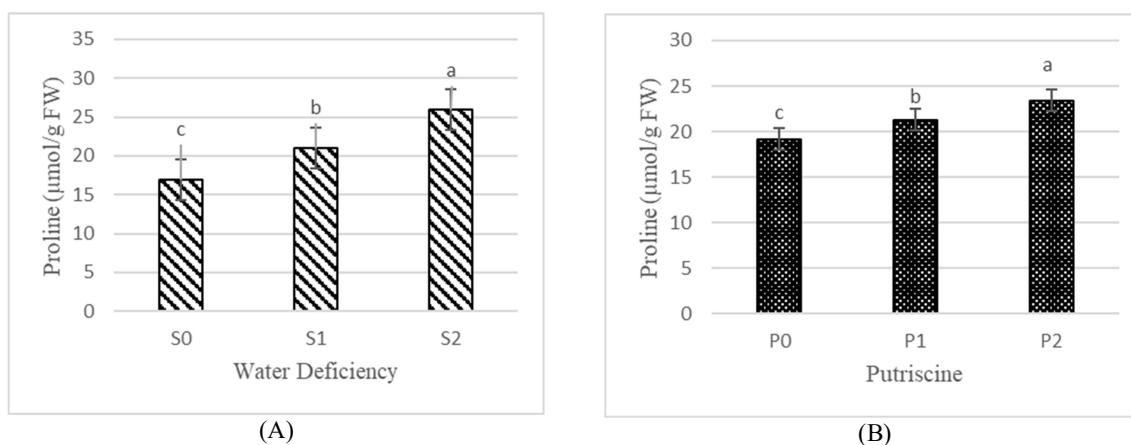 35
30
25
20
15
10
5
0
Proline (µmol/g FW)
c
b
a
S0 S1 S2
Water Deficiency
(A)
30
25
20
15
10
5
0
Proline (µmol/g FW)
c
b
a
P0 P1 P2
Putriscine
(B)